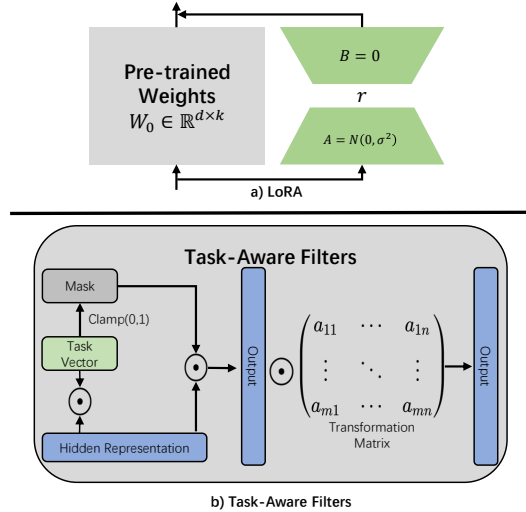 Pre-trained
Weights
W₀ ∈ ℝᵈˣᵏ
B = 0
r
A = N(0, σ²)
a) LoRA
Task-Aware Filters
Mask
Clamp(0,1)
Task
Vector
Hidden Representation
Output
a₁₁ ⋯ a₁ₙ
⋮ ⋱ ⋮
aₘ₁ ⋯ aₘₙ
Transformation
Matrix
Output
b) Task-Aware Filters